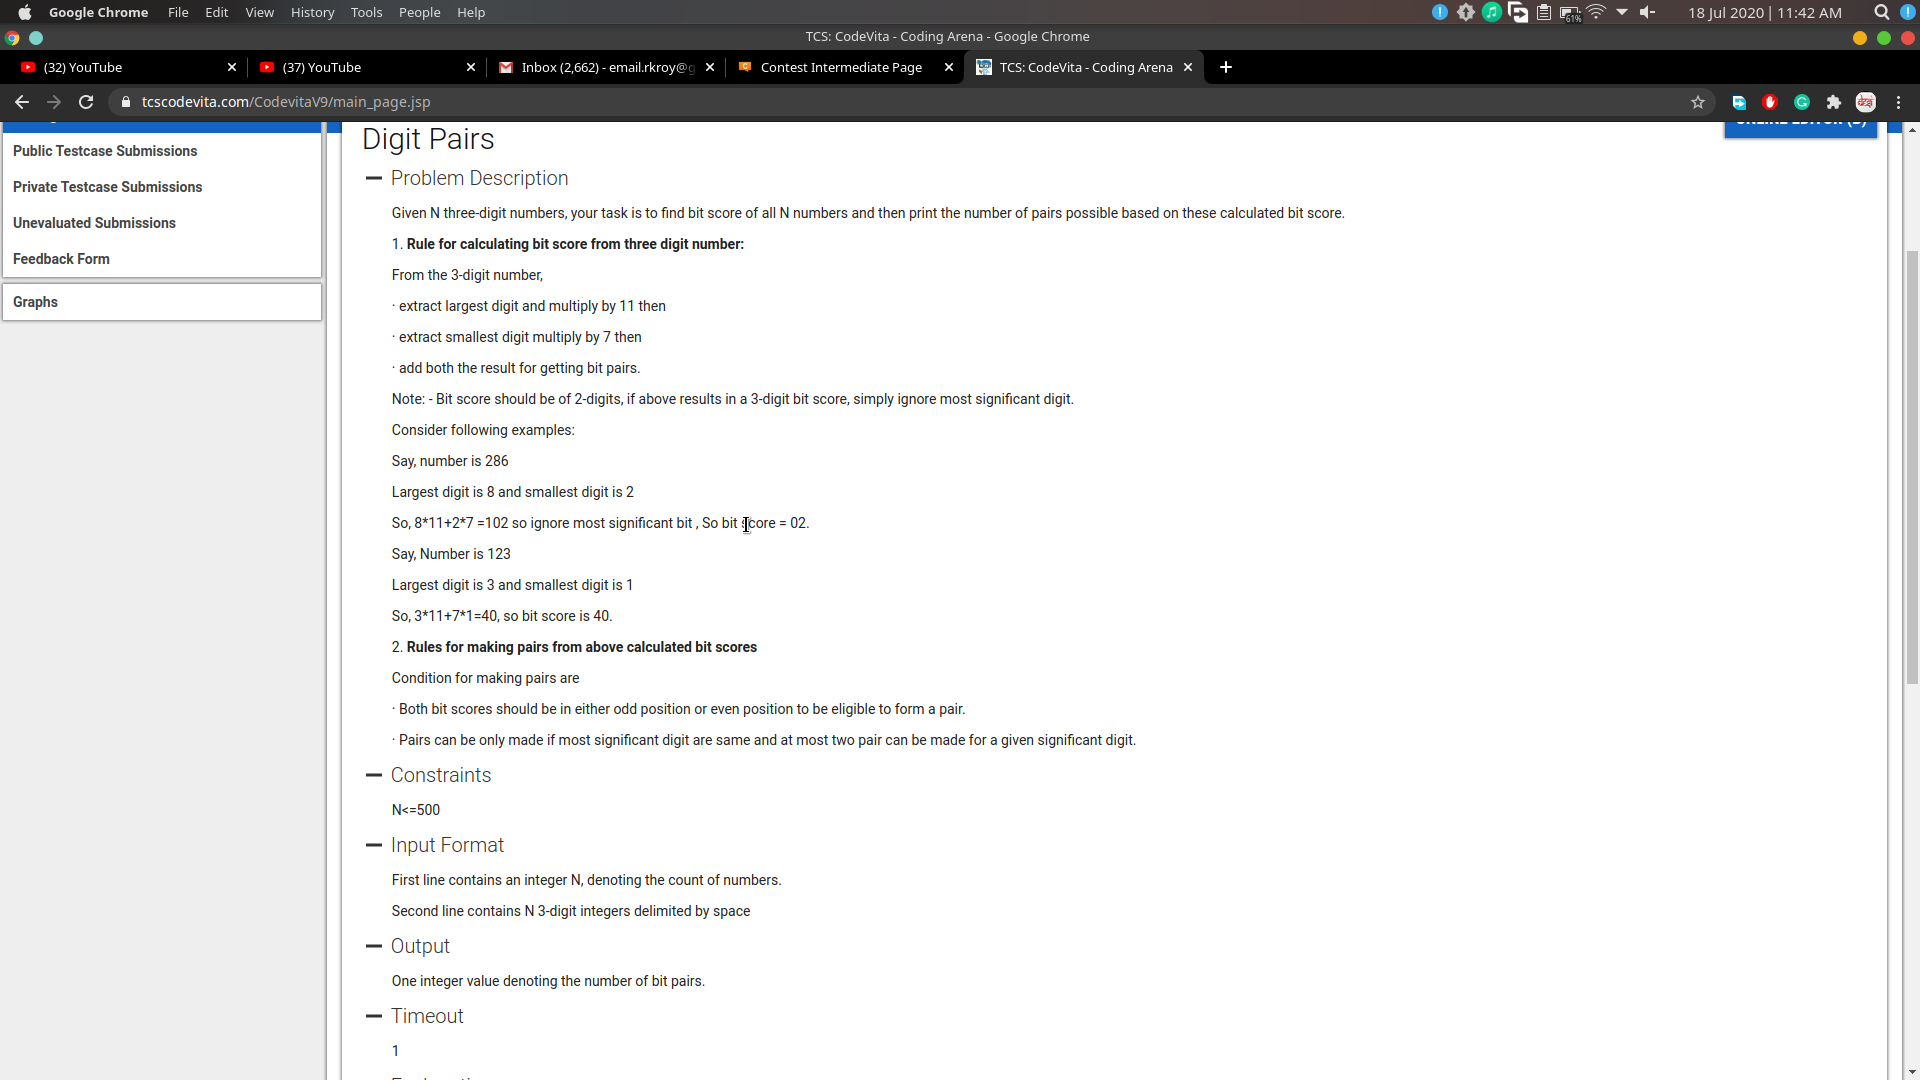 Google Chrome File Edit View History Tools People Help 61% 18 Jul 2020 | 11:42 AM
TCS: CodeVita - Coding Arena - Google Chrome
(32) YouTube (37) YouTube Inbox (2,662) - email.rkroy@g Contest Intermediate Page TCS: CodeVita - Coding Arena
tcscodevita.com/CodevitaV9/main_page.jsp
Public Testcase Submissions
Private Testcase Submissions
Unevaluated Submissions
Feedback Form
Graphs
Digit Pairs
Problem Description
Given N three-digit numbers, your task is to find bit score of all N numbers and then print the number of pairs possible based on these calculated bit score.
1. Rule for calculating bit score from three digit number:
From the 3-digit number,
· extract largest digit and multiply by 11 then
· extract smallest digit multiply by 7 then
· add both the result for getting bit pairs.
Note: - Bit score should be of 2-digits, if above results in a 3-digit bit score, simply ignore most significant digit.
Consider following examples:
Say, number is 286
Largest digit is 8 and smallest digit is 2
So, 8*11+2*7 =102 so ignore most significant bit , So bit score = 02.
Say, Number is 123
Largest digit is 3 and smallest digit is 1
So, 3*11+7*1=40, so bit score is 40.
2. Rules for making pairs from above calculated bit scores
Condition for making pairs are
· Both bit scores should be in either odd position or even position to be eligible to form a pair.
· Pairs can be only made if most significant digit are same and at most two pair can be made for a given significant digit.
Constraints
N<=500
Input Format
First line contains an integer N, denoting the count of numbers.
Second line contains N 3-digit integers delimited by space
Output
One integer value denoting the number of bit pairs.
Timeout
1